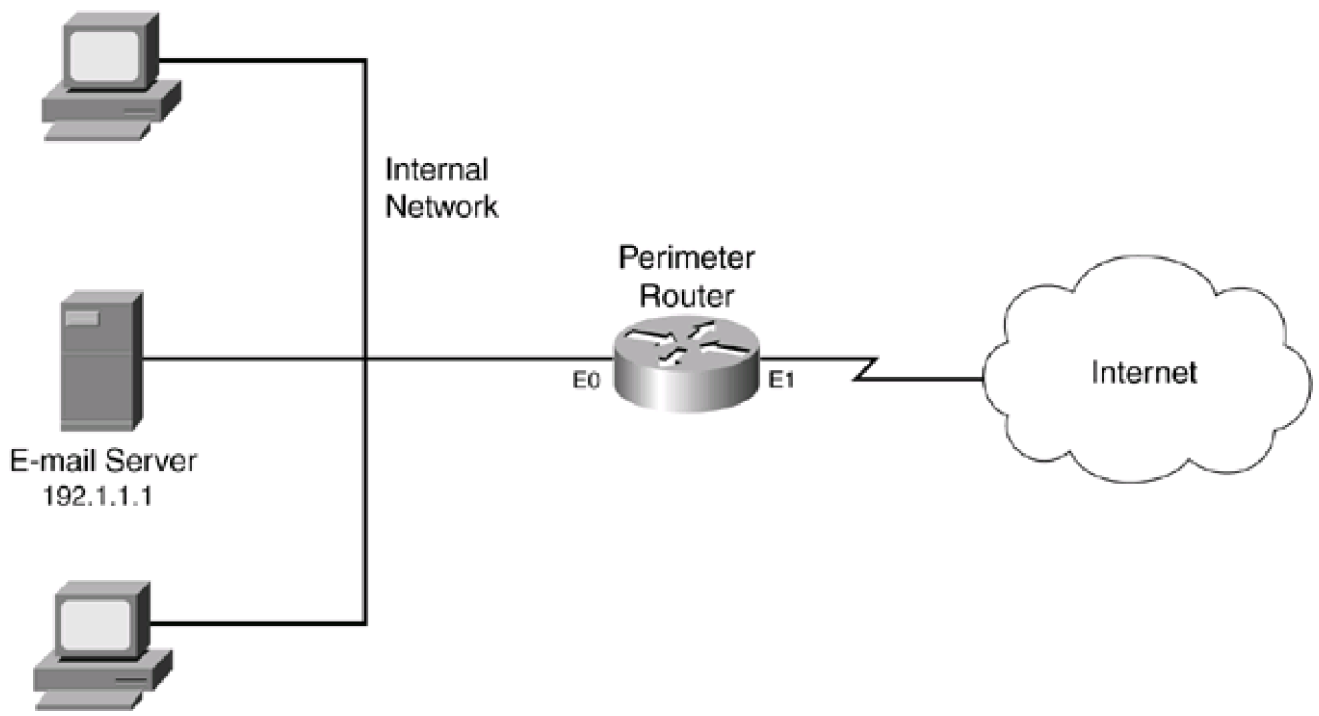 Internal
Network
Perimeter
Router
E0
E1
Internet
E-mail Server
192.1.1.1